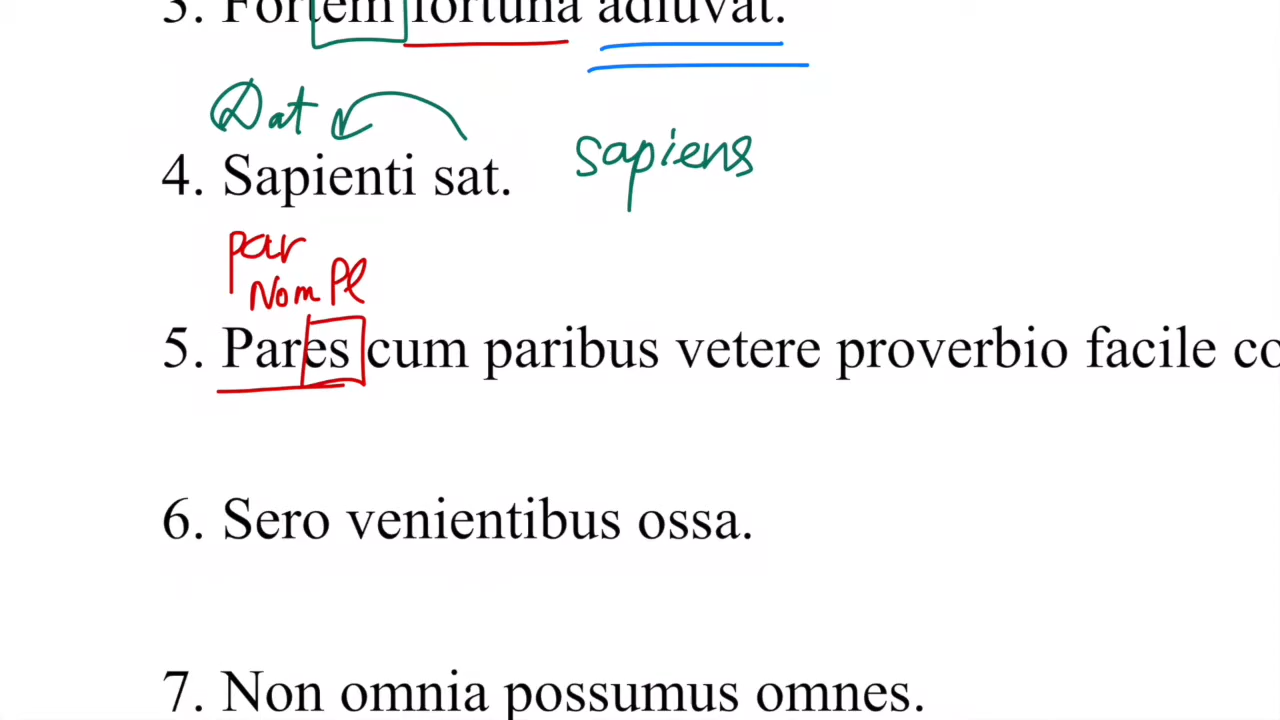 3. Fortem fortuna adiuvat.
Dat
4. Sapienti sat. sapiens
par
Nom Pl
5. Pares cum paribus vetere proverbio facile co
6. Sero venientibus ossa.
7. Non omnia possumus omnes.